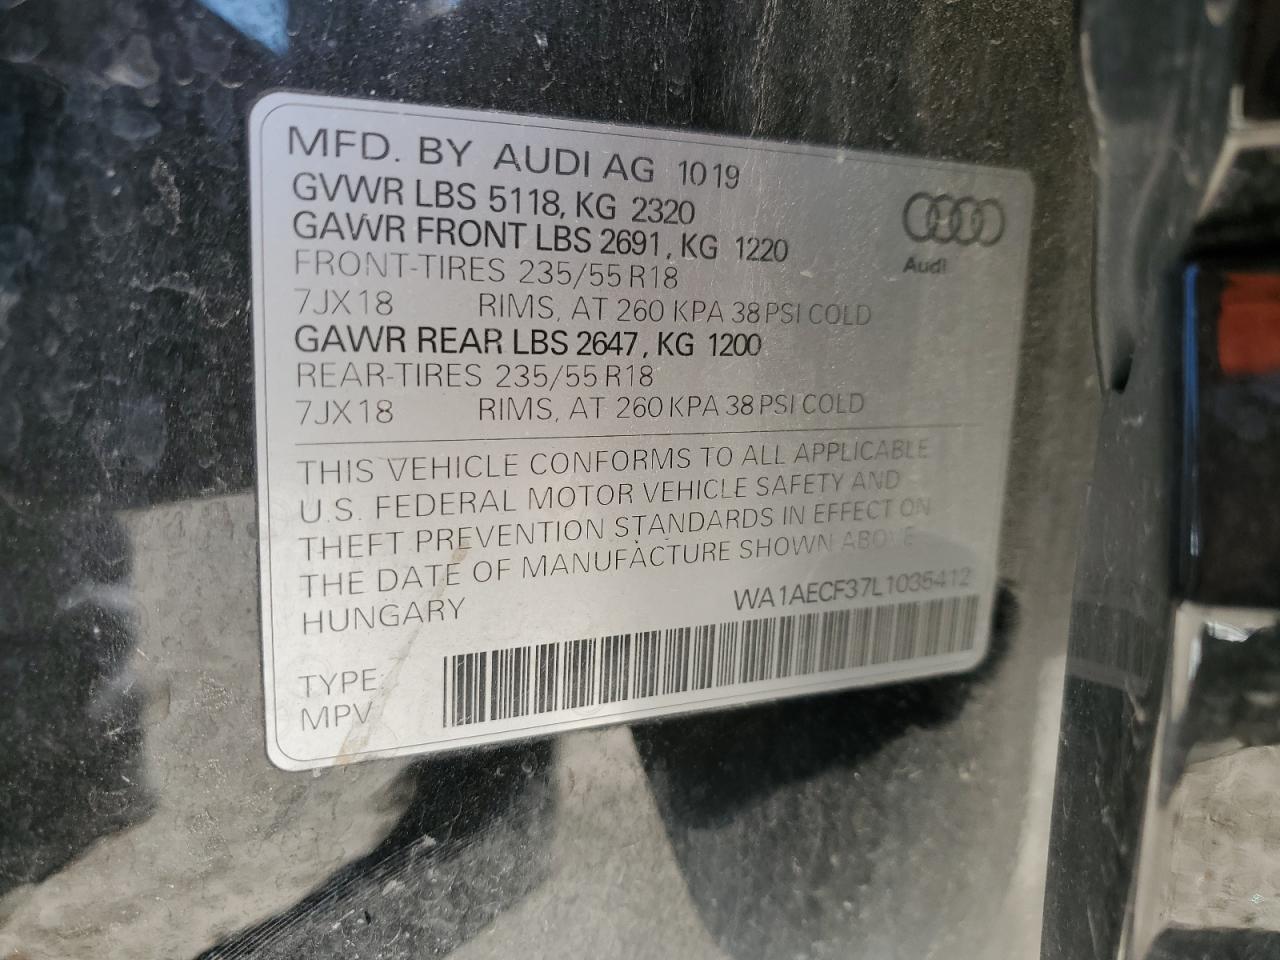 MFD. BY AUDI AG 1019
GVWR LBS 5118, KG 2320
GAWR FRONT LBS 2691, KG 1220
FRONT-TIRES 235/55 R18
7JX18 RIMS, AT 260 KPA 38 PSI COLD
GAWR REAR LBS 2647, KG 1200
REAR-TIRES 235/55 R18
7JX18 RIMS, AT 260 KPA 38 PSI COLD
Audi
THIS VEHICLE CONFORMS TO ALL APPLICABLE
U.S. FEDERAL MOTOR VEHICLE SAFETY AND
THEFT PREVENTION STANDARDS IN EFFECT ON
THE DATE OF MANUFACTURE SHOWN ABOVE
HUNGARY
WA1AECF37L1035412
TYPE:
MPV